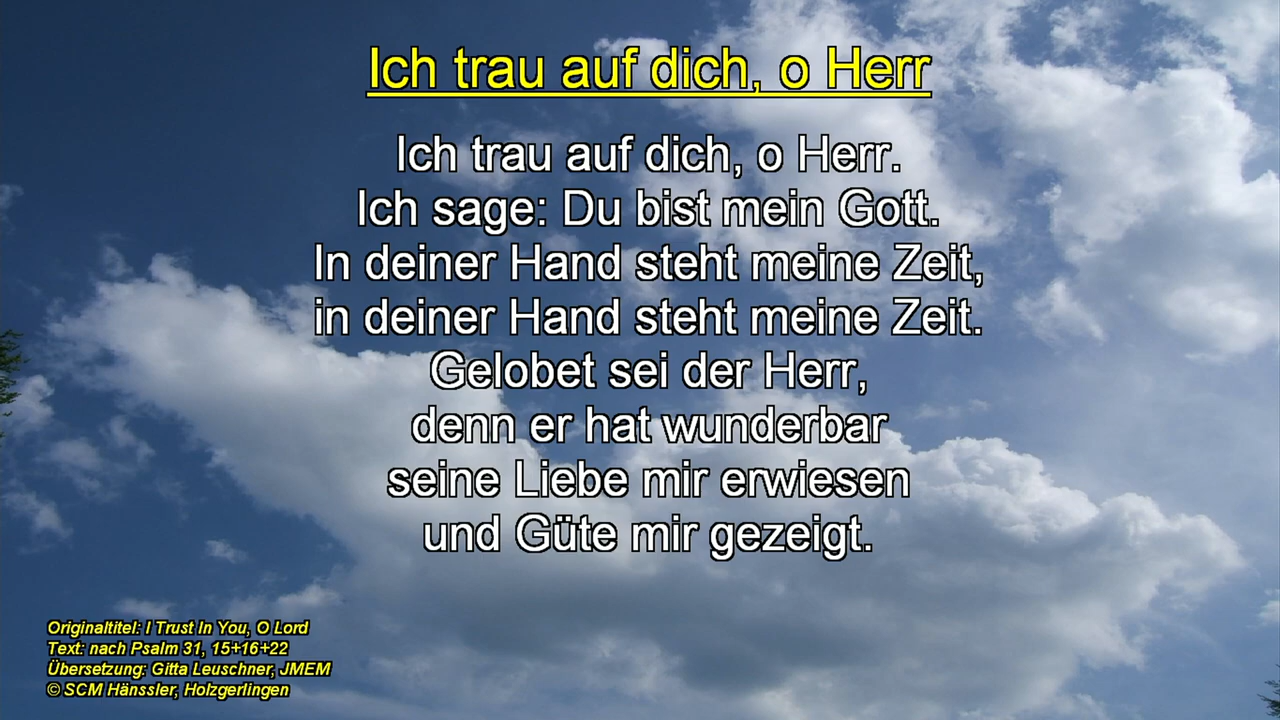 Ich trau auf dich, o Herr
Ich trau auf dich, o Herr.
Ich sage: Du bist mein Gott.
In deiner Hand steht meine Zeit,
in deiner Hand steht meine Zeit.
Gelobet sei der Herr,
denn er hat wunderbar
seine Liebe mir erwiesen
und Güte mir gezeigt.
Originaltitel: I Trust In You, O Lord
Text: nach Psalm 31, 15+16+22
Übersetzung: Gitta Leuschner, JMEM
© SCM Hänssler, Holzgerlingen